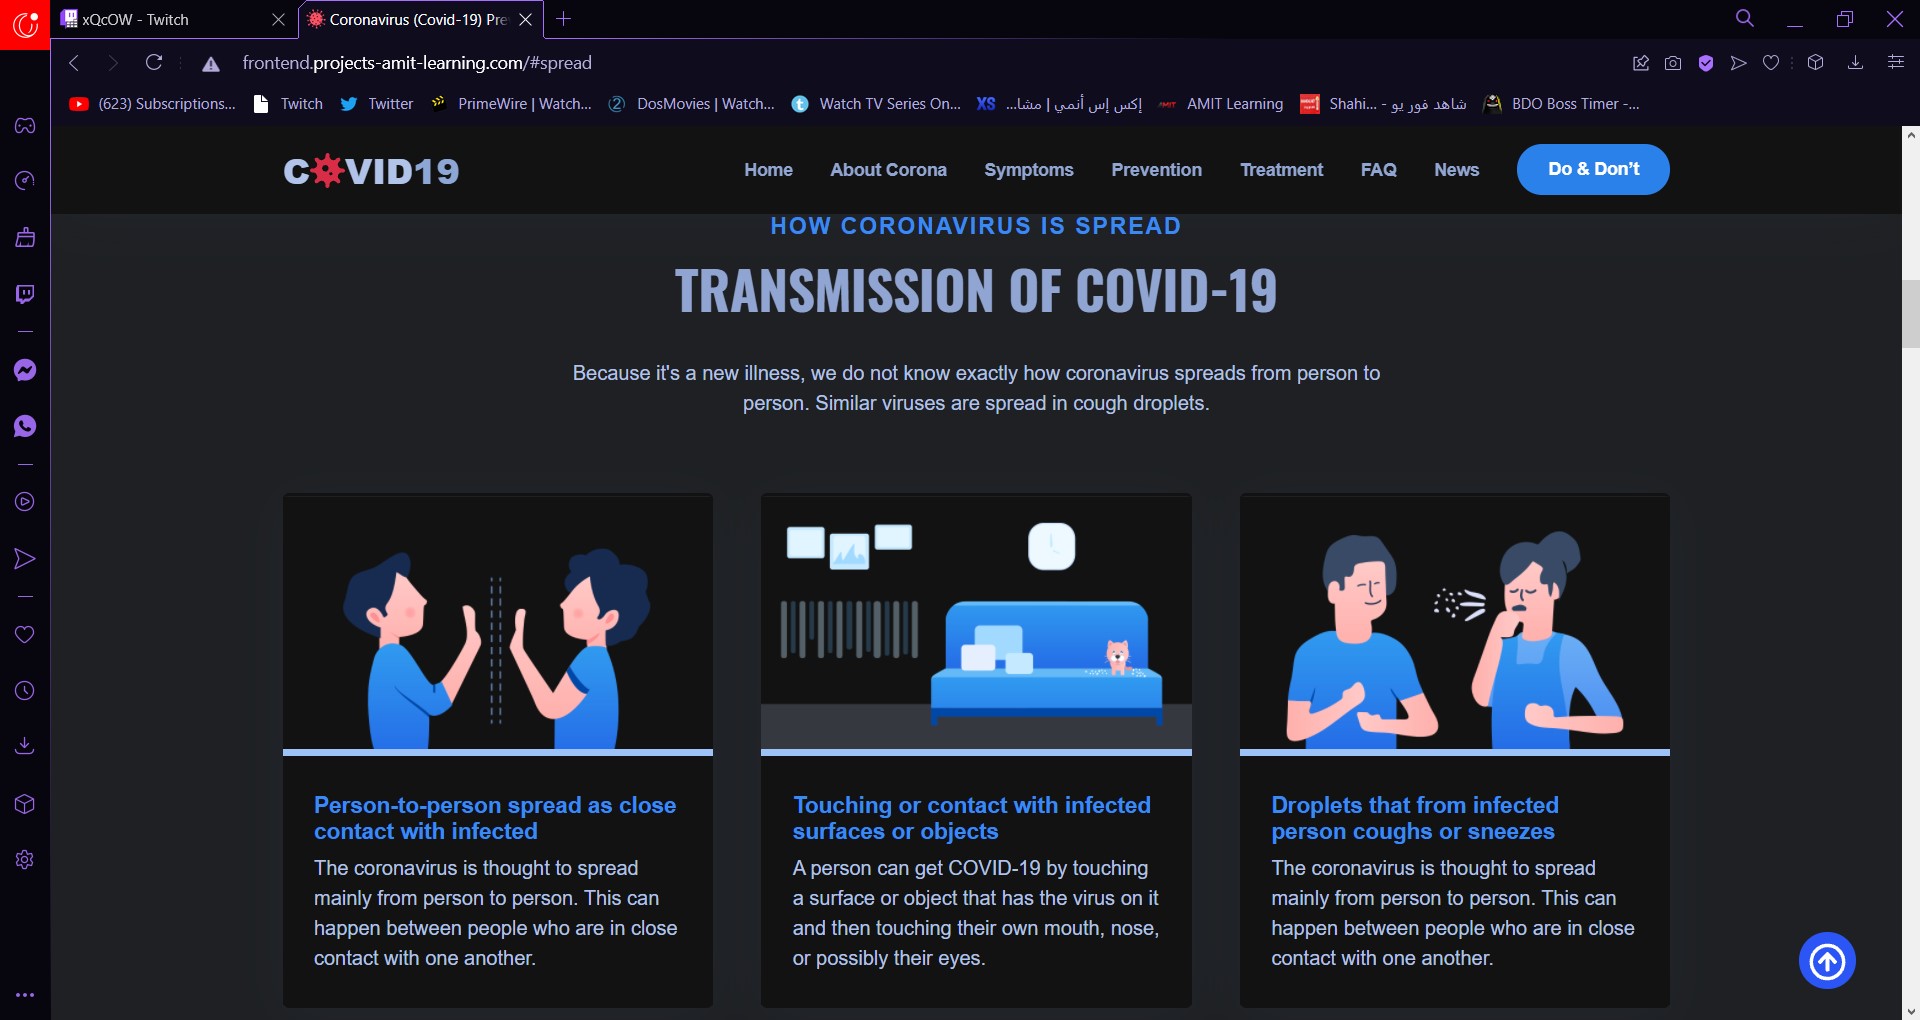 xQcOW - Twitch
Coronavirus (Covid-19) Pre
frontend.projects-amit-learning.com/#spread
(623) Subscriptions...
Twitch
Twitter
PrimeWire | Watch...
DosMovies | Watch...
Watch TV Series On...
XS
إكس إس أنمي | مشا...
AMIT
AMIT Learning
شاهد فور يو - ...Shahi
BDO Boss Timer -...
COVID19
Home
About Corona
Symptoms
Prevention
Treatment
FAQ
News
Do & Don't
HOW CORONAVIRUS IS SPREAD
TRANSMISSION OF COVID-19
Because it's a new illness, we do not know exactly how coronavirus spreads from person to
person. Similar viruses are spread in cough droplets.
Person-to-person spread as close
contact with infected
The coronavirus is thought to spread
mainly from person to person. This can
happen between people who are in close
contact with one another.
Touching or contact with infected
surfaces or objects
A person can get COVID-19 by touching
a surface or object that has the virus on it
and then touching their own mouth, nose,
or possibly their eyes.
Droplets that from infected
person coughs or sneezes
The coronavirus is thought to spread
mainly from person to person. This can
happen between people who are in close
contact with one another.